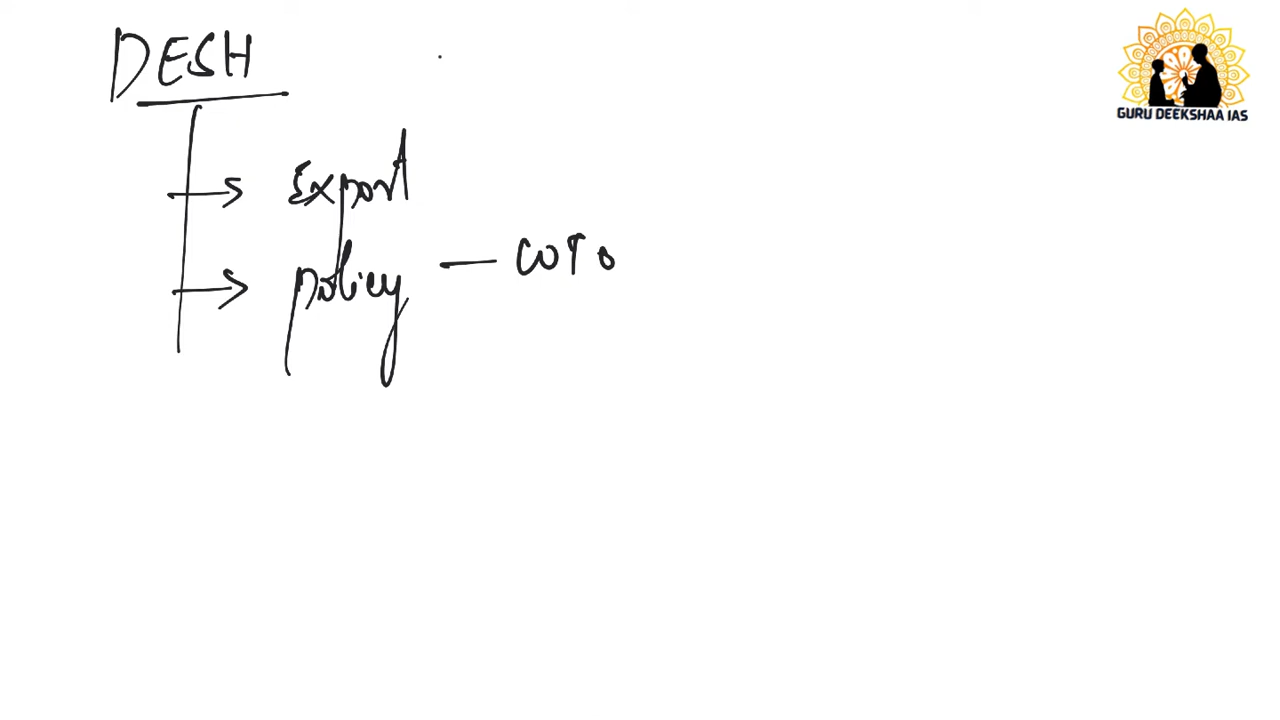 DESH
GURU DEEKSHAA IAS
→ Export
→ policy — WTO